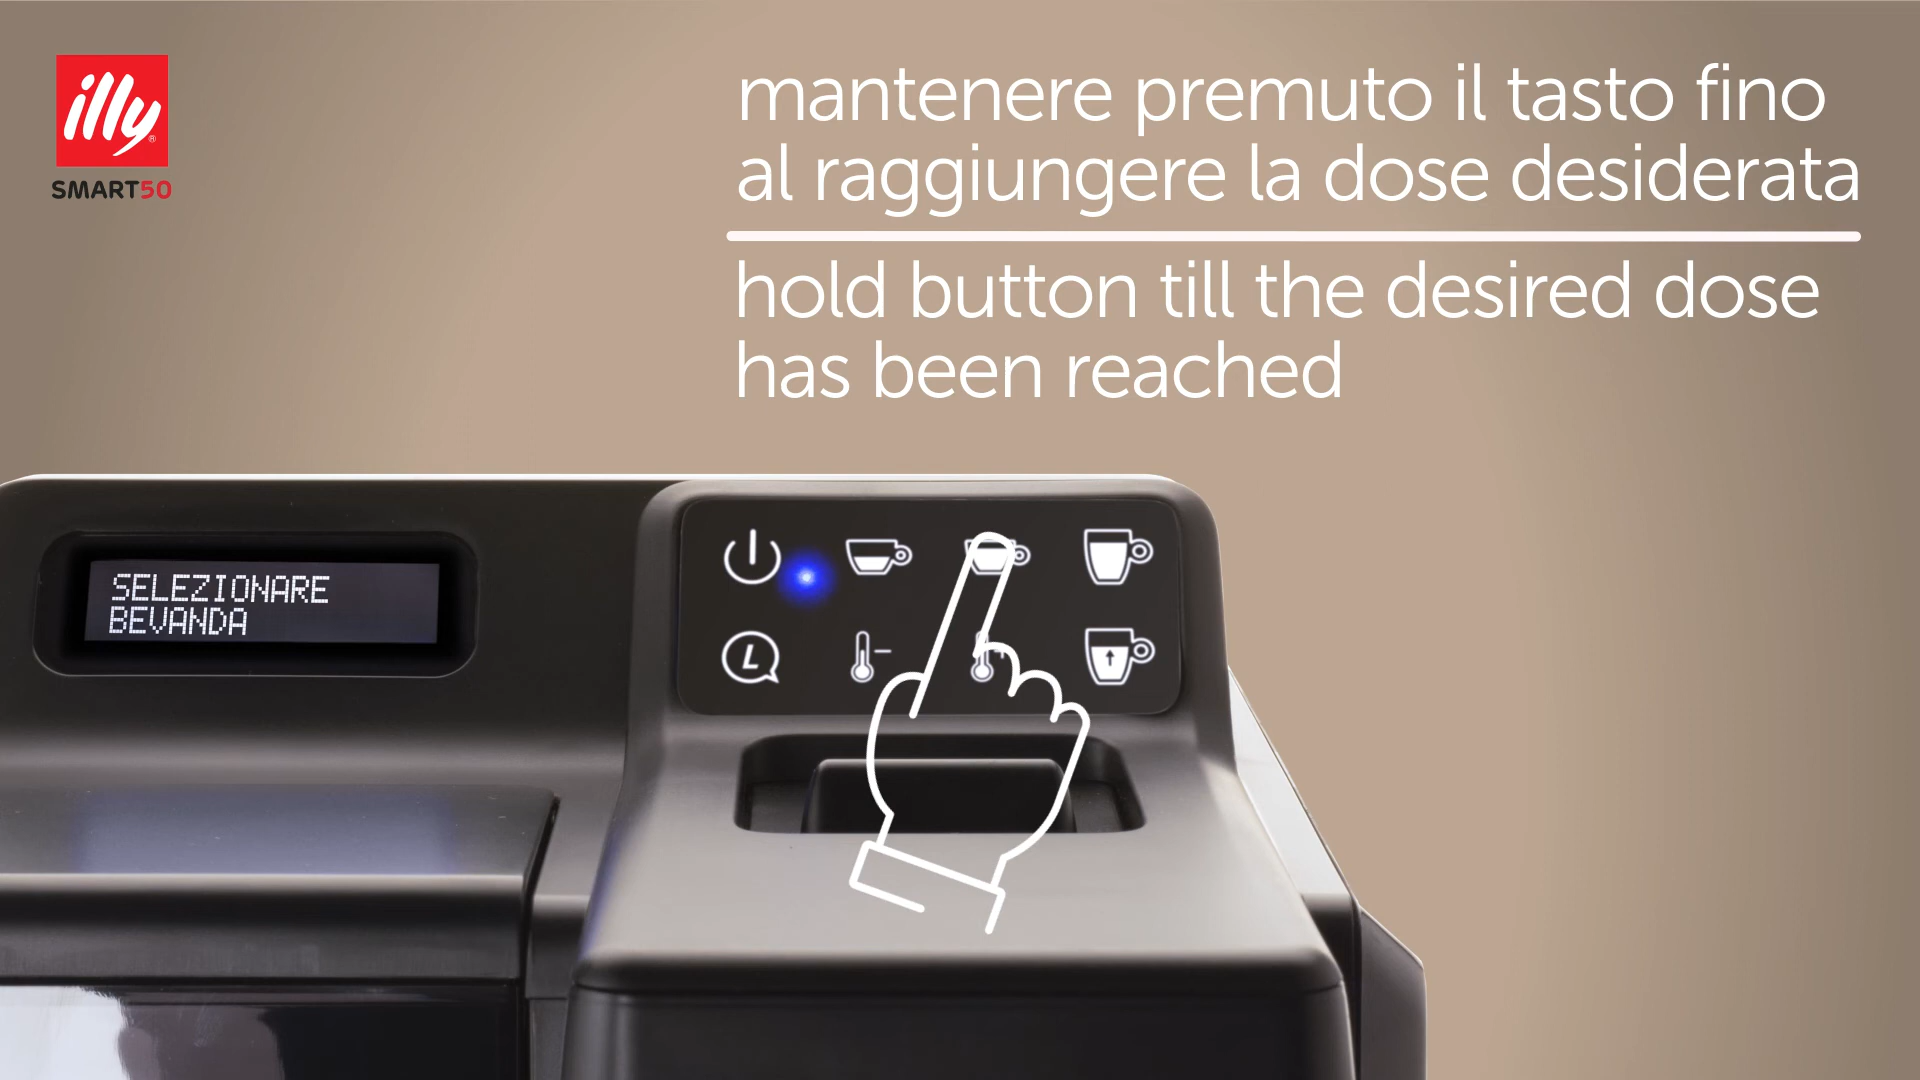 illy
SMART50
mantenere premuto il tasto fino
al raggiungere la dose desiderata
hold button till the desired dose
has been reached
SELEZIONARE
BEVANDA
L